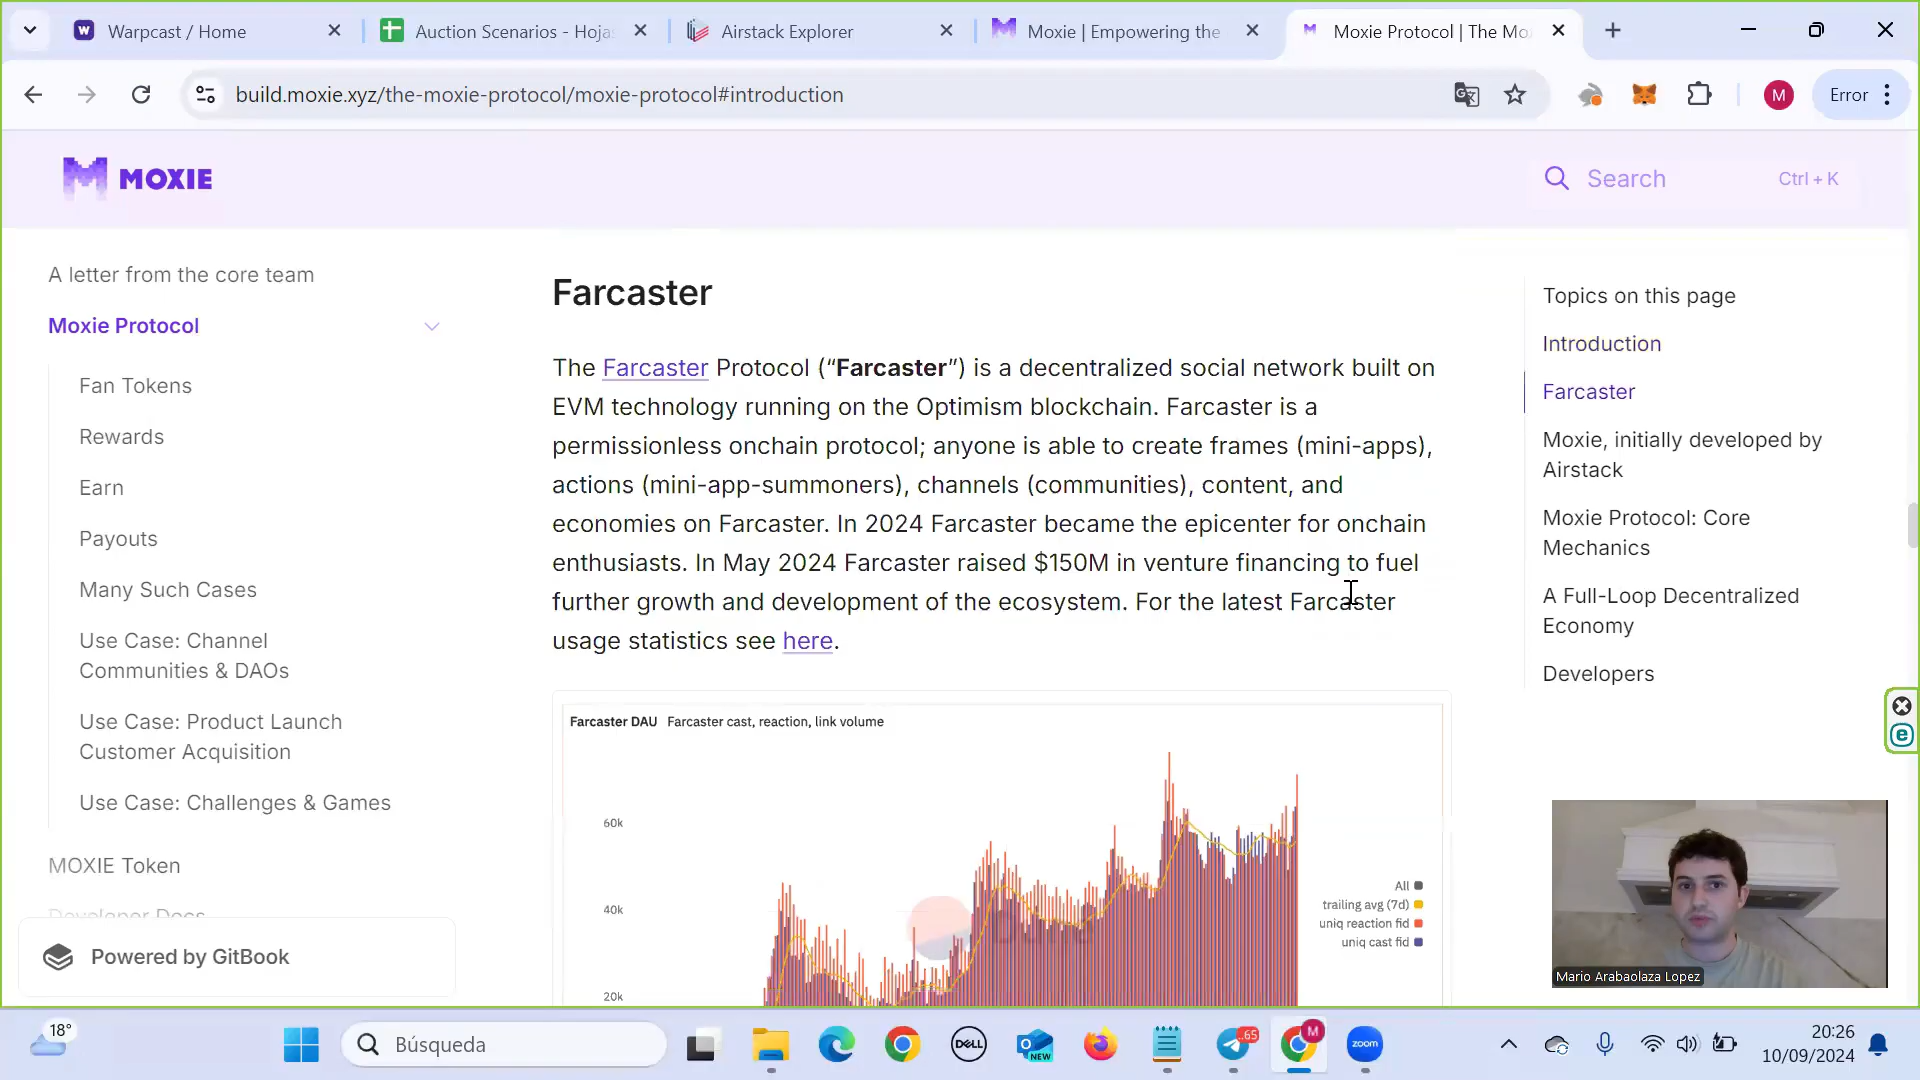 Warpcast / Home
Auction Scenarios - Hoja
Airstack Explorer
Moxie | Empowering the
Moxie Protocol | The Mo
build.moxie.xyz/the-moxie-protocol/moxie-protocol#introduction
M
Error
MOXIE
Search
Ctrl + K
A letter from the core team
Moxie Protocol
Fan Tokens
Rewards
Earn
Payouts
Many Such Cases
Use Case: Channel
Communities & DAOs
Use Case: Product Launch
Customer Acquisition
Use Case: Challenges & Games
MOXIE Token
Developer Docs
Powered by GitBook
Farcaster
The Farcaster Protocol (“Farcaster”) is a decentralized social network built on
EVM technology running on the Optimism blockchain. Farcaster is a
permissionless onchain protocol; anyone is able to create frames (mini-apps),
actions (mini-app-summoners), channels (communities), content, and
economies on Farcaster. In 2024 Farcaster became the epicenter for onchain
enthusiasts. In May 2024 Farcaster raised $150M in venture financing to fuel
further growth and development of the ecosystem. For the latest Farcaster
usage statistics see here.
Farcaster DAU Farcaster cast, reaction, link volume
60k
40k
20k
All
trailing avg (7d)
uniq reaction fid
uniq cast fid
Topics on this page
Introduction
Farcaster
Moxie, initially developed by
Airstack
Moxie Protocol: Core
Mechanics
A Full-Loop Decentralized
Economy
Developers
Mario Arabaolaza Lopez
18°
Búsqueda
DELL
NEW
65
M
zoom
20:26
10/09/2024